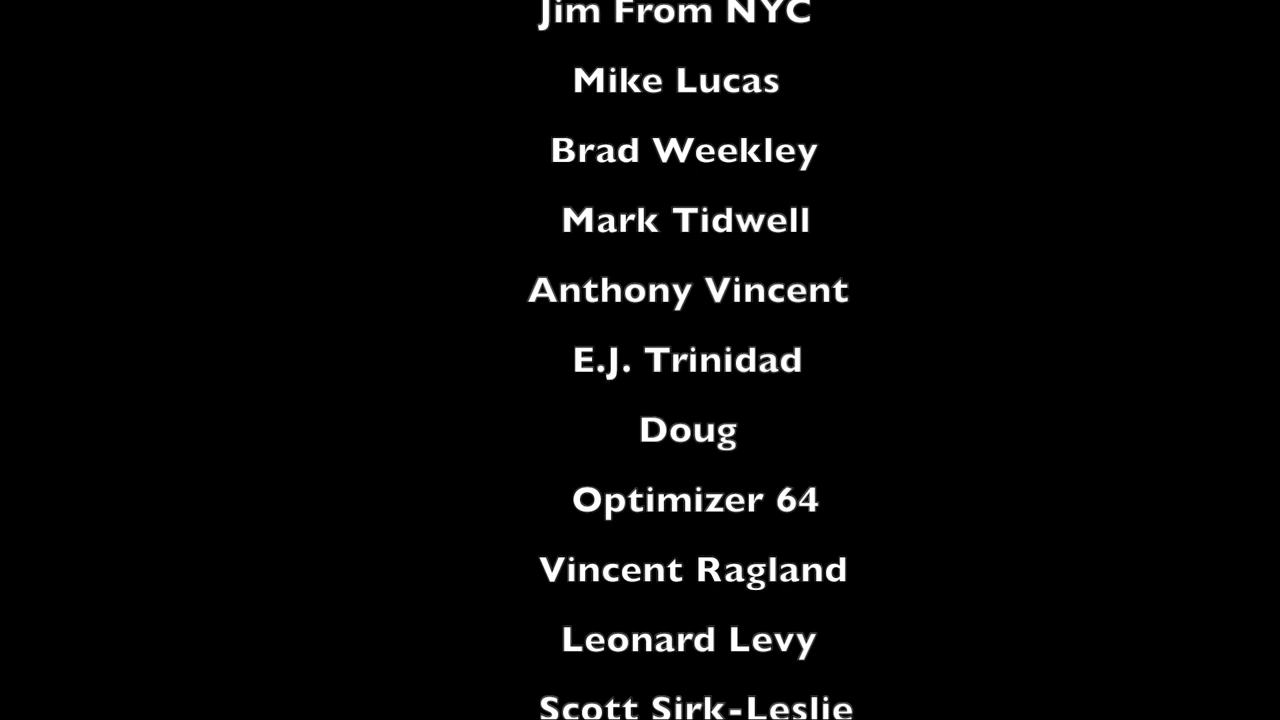 Jim From NYC
Mike Lucas
Brad Weekley
Mark Tidwell
Anthony Vincent
E.J. Trinidad
Doug
Optimizer 64
Vincent Ragland
Leonard Levy
Scott Sirk-Leslie